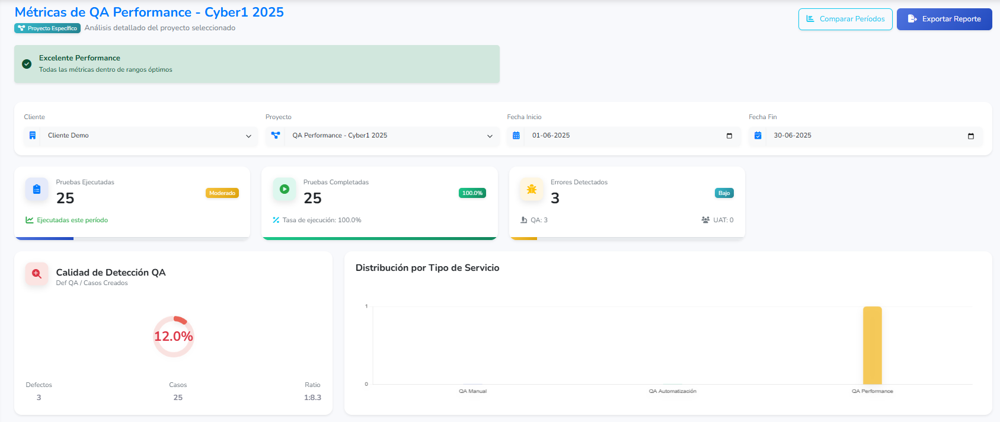 Métricas de QA Performance - Cyber1 2025
Proyecto Específico Análisis detallado del proyecto seleccionado
Comparar Períodos
Exportar Reporte
Excelente Performance
Todas las métricas dentro de rangos óptimos
Cliente
Cliente Demo
Proyecto
QA Performance - Cyber1 2025
Fecha Inicio
01-06-2025
Fecha Fin
30-06-2025
Pruebas Ejecutadas
25
Moderado
Ejecutadas este período
Pruebas Completadas
25
100.0%
Tasa de ejecución: 100.0%
Errores Detectados
3
Bajo
QA: 3
UAT: 0
Calidad de Detección QA
Def QA / Casos Creados
12.0%
Defectos
3
Casos
25
Ratio
1:8.3
Distribución por Tipo de Servicio
1
0
QA Manual
QA Automatización
QA Performance